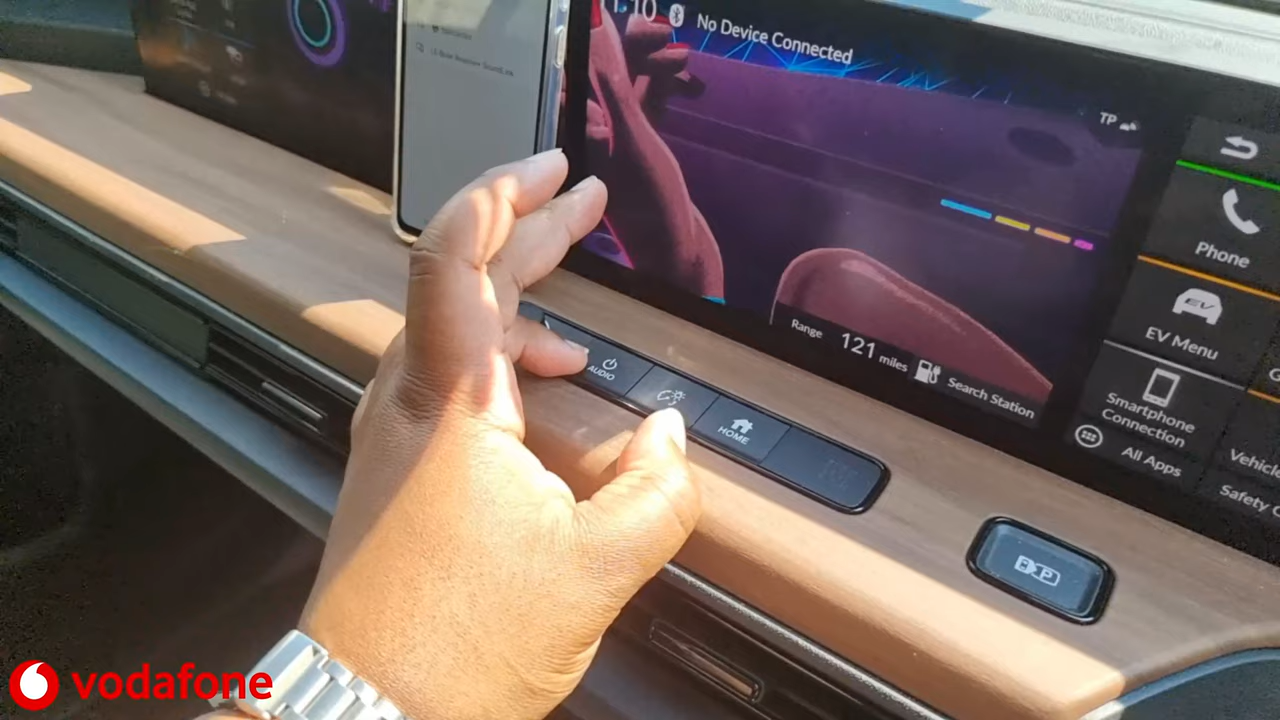 No Device Connected
TP
Phone
EV
EV Menu
Range 121 miles
Search Station
Smartphone
Connection
All Apps
Vehicle
Safety
AUDIO
HOME
P
vodafone